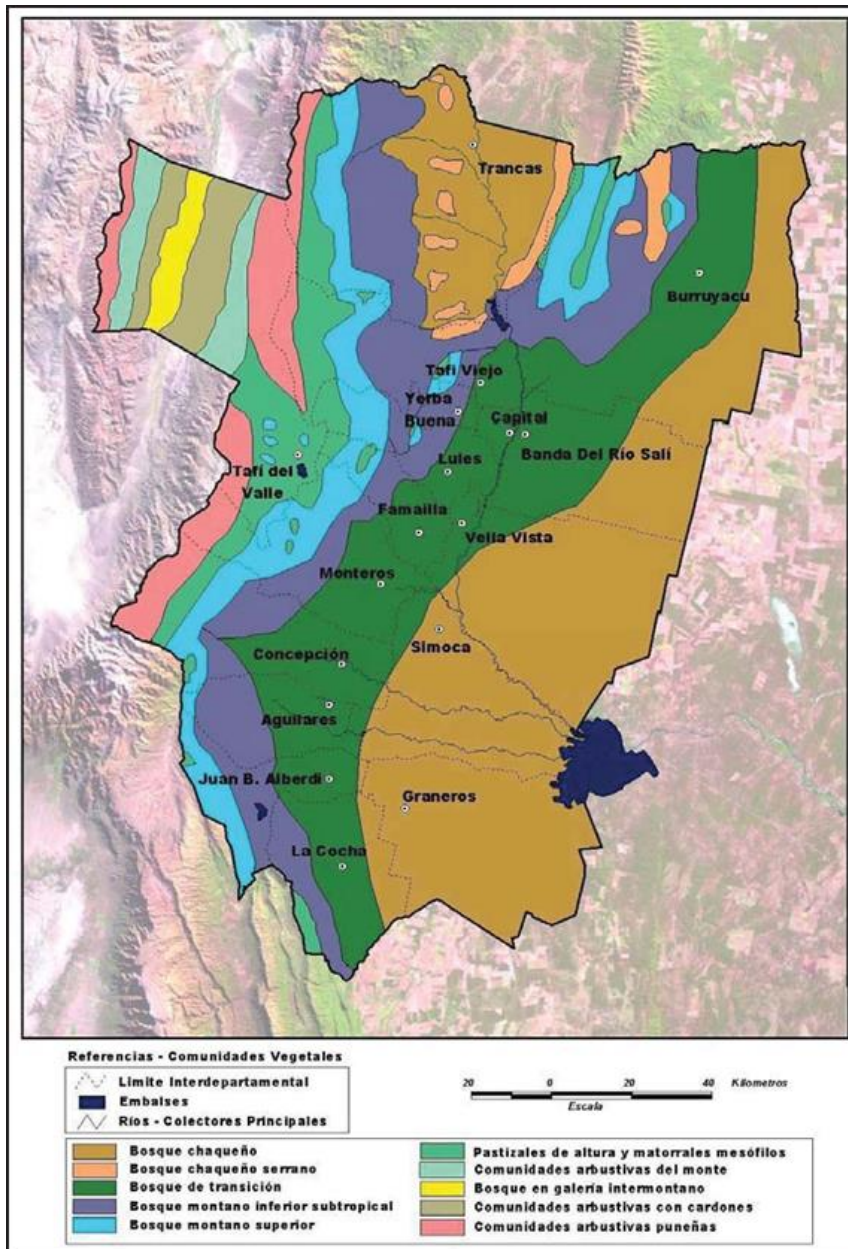 Trancas
Burruyacu
Tafi Viejo
Yerba
Buena
Capital
Banda Del Río Salí
Lules
Tafí del
Valle
Famailla
Vella Vista
Monteros
Simoca
Concepción
Aguilares
Juan B. Alberdi
Graneros
La Cocha
Referencias - Comunidades Vegetales
Limite Interdepartamental
Embalses
Ríos - Colectores Principales
20 0 20 40 Kilometros
Escala
Bosque chaqueño
Bosque chaqueño serrano
Bosque de transición
Bosque montano inferior subtropical
Bosque montano superior
Pastizales de altura y matorrales mesófilos
Comunidades arbustivas del monte
Bosque en galería intermontano
Comunidades arbustivas con cardones
Comunidades arbustivas puneñas